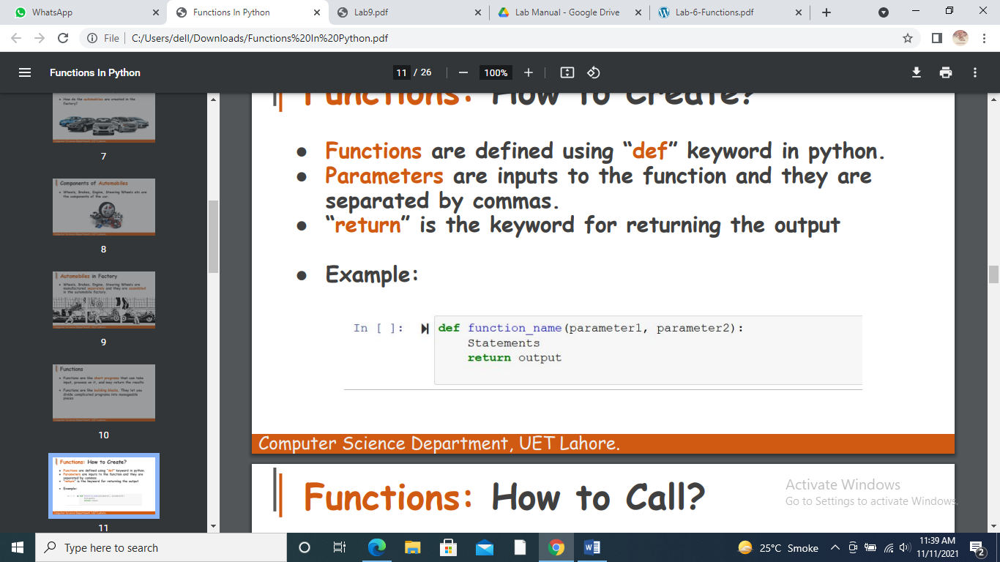 WhatsApp
Functions In Python
Lab9.pdf
Lab Manual - Google Drive
Lab-6-Functions.pdf
File
C:/Users/dell/Downloads/Functions%20In%20Python.pdf
Functions In Python
11 / 26
100%
How do the automobiles are created in the
factory?
7
Components of Automobiles
Wheels, Brakes, Engine, Steering Wheels etc are
the components of the car.
8
Automobiles in Factory
Wheels, Brakes, Engine, Steering Wheels are
manufactured separately and they are assembled
in the automobile factory.
9
Functions
Functions are like short programs that can take
input, process on it, and may return the results
Functions are like building blocks. They let you
divide complicated programs into manageable
pieces
10
Functions: How to Create?
Functions are defined using "def" keyword in python.
Parameters are inputs to the function and they are
separated by commas.
"return" is the keyword for returning the output
Example:
11
Functions: How to Create?
● Functions are defined using “def” keyword in python.
● Parameters are inputs to the function and they are
separated by commas.
● “return” is the keyword for returning the output
● Example:
In [ ]: def function_name(parameter1, parameter2):
Statements
return output
Computer Science Department, UET Lahore.
Functions: How to Call?
Activate Windows
Go to Settings to activate Windows.
Type here to search
25°C Smoke
11:39 AM
11/11/2021
2